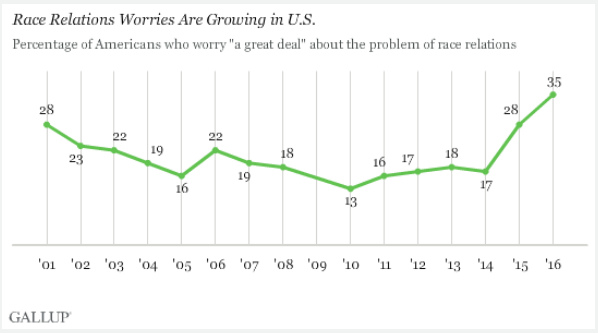 Race Relations Worries Are Growing in U.S.
Percentage of Americans who worry "a great deal" about the problem of race relations
28 23 22 19 16 22 19 18 13 16 17 18 17 28 35
'01 '02 '03 '04 '05 '06 '07 '08 '09 '10 '11 '12 '13 '14 '15 '16
GALLUP®